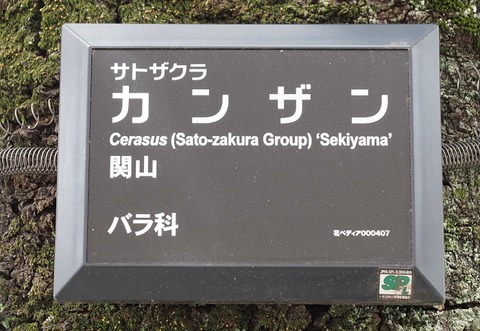 サトザクラ
カンザン
Cerasus (Sato-zakura Group) ‘Sekiyama’
関山
バラ科
花ペディア000407
SPL